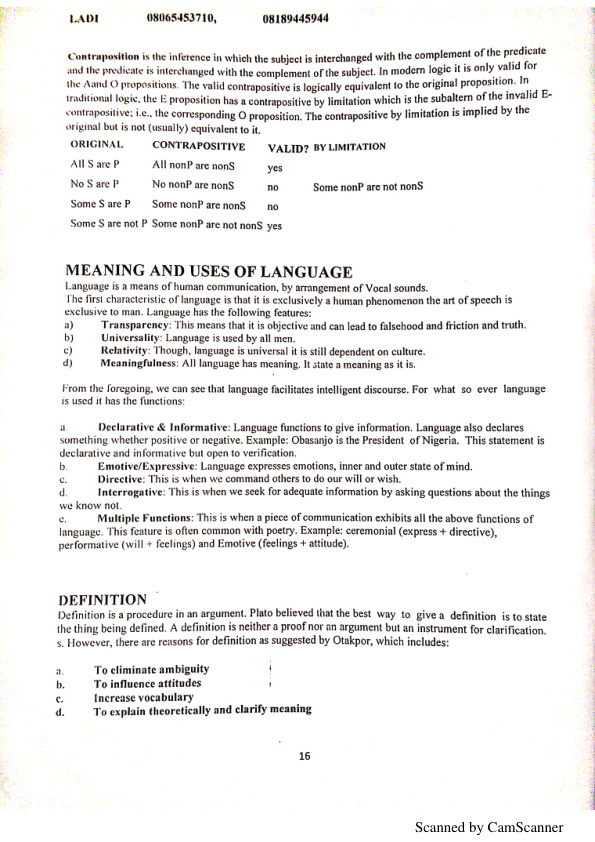 LADI 08065453710, 08189445944
Contraposition is the inference in which the subject is interchanged with the complement of the predicate
and the predicate is interchanged with the complement of the subject. In modern logic it is only valid for
the Aand O propositions. The valid contrapositive is logically equivalent to the original proposition. In
traditional logic, the E proposition has a contrapositive by limitation which is the subaltern of the invalid E-
contrapositive; i.e., the corresponding O proposition. The contrapositive by limitation is implied by the
original but is not (usually) equivalent to it.
ORIGINAL CONTRAPOSITIVE VALID? BY LIMITATION
All S are P All nonP are nonS yes
No S are P No nonP are nonS no Some nonP are not nonS
Some S are P Some nonP are nonS no
Some S are not P Some nonP are not nonS yes
MEANING AND USES OF LANGUAGE
Language is a means of human communication, by arrangement of Vocal sounds.
The first characteristic of language is that it is exclusively a human phenomenon the art of speech is
exclusive to man. Language has the following features:
a) Transparency: This means that it is objective and can lead to falsehood and friction and truth.
b) Universality: Language is used by all men.
c) Relativity: Though, language is universal it is still dependent on culture.
d) Meaningfulness: All language has meaning. It state a meaning as it is.
From the foregoing, we can see that language facilitates intelligent discourse. For what so ever language
is used it has the functions:
a. Declarative & Informative: Language functions to give information. Language also declares
something whether positive or negative. Example: Obasanjo is the President of Nigeria. This statement is
declarative and informative but open to verification.
b. Emotive/Expressive: Language expresses emotions, inner and outer state of mind.
c. Directive: This is when we command others to do our will or wish.
d. Interrogative: This is when we seek for adequate information by asking questions about the things
we know not.
e. Multiple Functions: This is when a piece of communication exhibits all the above functions of
language. This feature is often common with poetry. Example: ceremonial (express + directive),
performative (will + feelings) and Emotive (feelings + attitude).
DEFINITION
Definition is a procedure in an argument. Plato believed that the best way to give a definition is to state
the thing being defined. A definition is neither a proof nor an argument but an instrument for clarification.
s. However, there are reasons for definition as suggested by Otakpor, which includes:
a. To eliminate ambiguity
b. To influence attitudes
c. Increase vocabulary
d. To explain theoretically and clarify meaning
16
Scanned by CamScanner